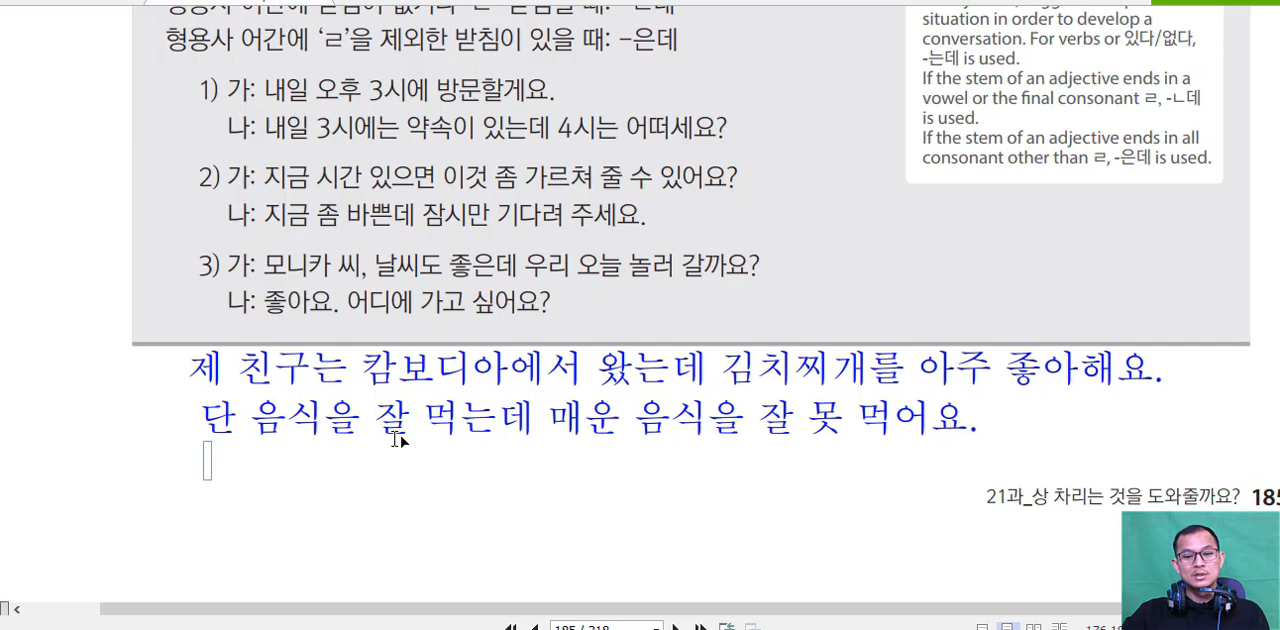 형용사 어간에 ‘ㄹ’을 제외한 받침이 있을 때: –은데
1) 가: 내일 오후 3시에 방문할게요.
나: 내일 3시에는 약속이 있는데 4시는 어떠세요?
2) 가: 지금 시간 있으면 이것 좀 가르쳐 줄 수 있어요?
나: 지금 좀 바쁜데 잠시만 기다려 주세요.
3) 가: 모니카 씨, 날씨도 좋은데 우리 오늘 놀러 갈까요?
나: 좋아요. 어디에 가고 싶어요?
situation in order to develop a
conversation. For verbs or 있다/없다,
-는데 is used.
If the stem of an adjective ends in a
vowel or the final consonant ㄹ, -ㄴ데
is used.
If the stem of an adjective ends in all
consonant other than ㄹ, -은데 is used.
제 친구는 캄보디아에서 왔는데 김치찌개를 아주 좋아해요.
단 음식을 잘 먹는데 매운 음식을 잘 못 먹어요.
21과_상 차리는 것을 도와줄까요? 185
185 / 218